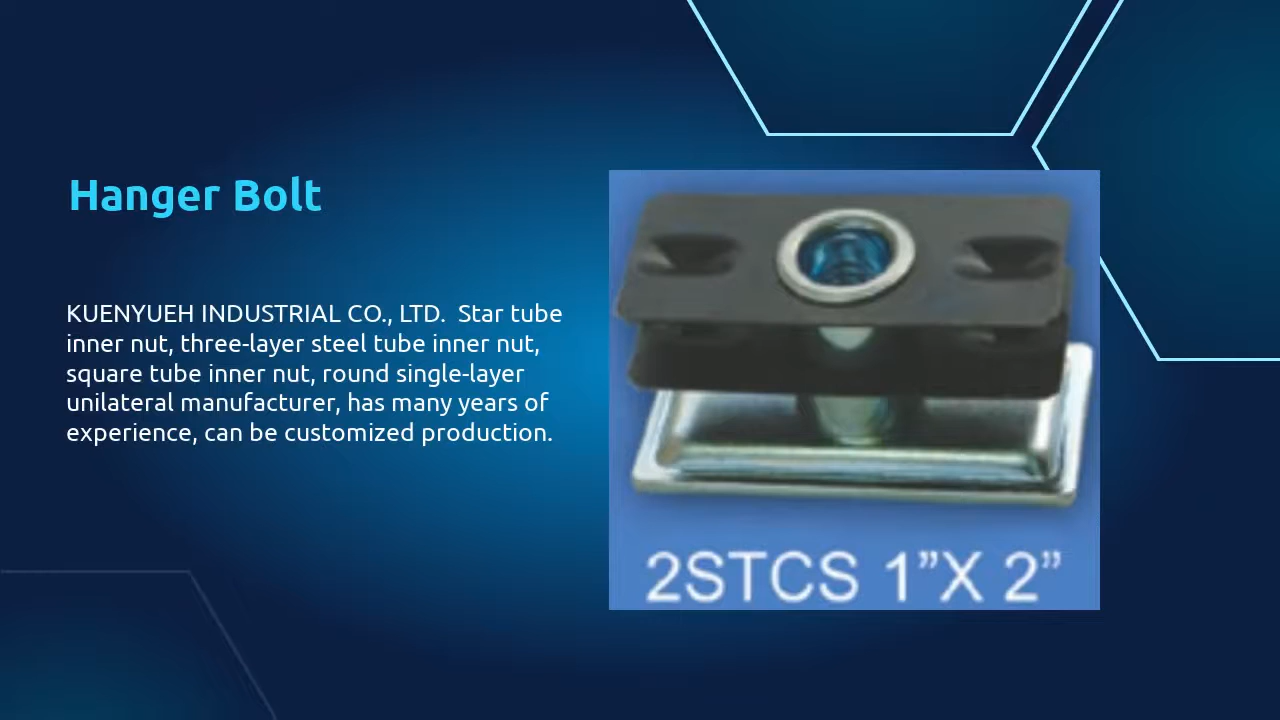 Hanger Bolt
KUENYUEH INDUSTRIAL CO., LTD.  Star tube
inner nut, three-layer steel tube inner nut,
square tube inner nut, round single-layer
unilateral manufacturer, has many years of
experience, can be customized production.
2STCS 1”X 2”